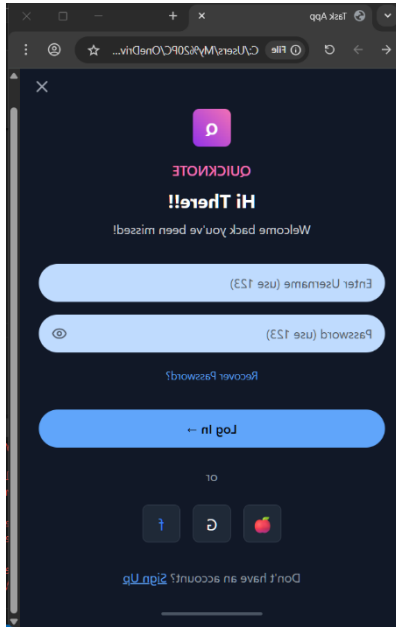 Task App
File C:/Users/My%20PC/OneDriv...
Q
QUICKNOTE
Hi There!!
Welcome back you've been missed!
Enter Username (use 123)
Password (use 123)
Recover Password?
Log In →
or
G f
Don't have an account? Sign Up